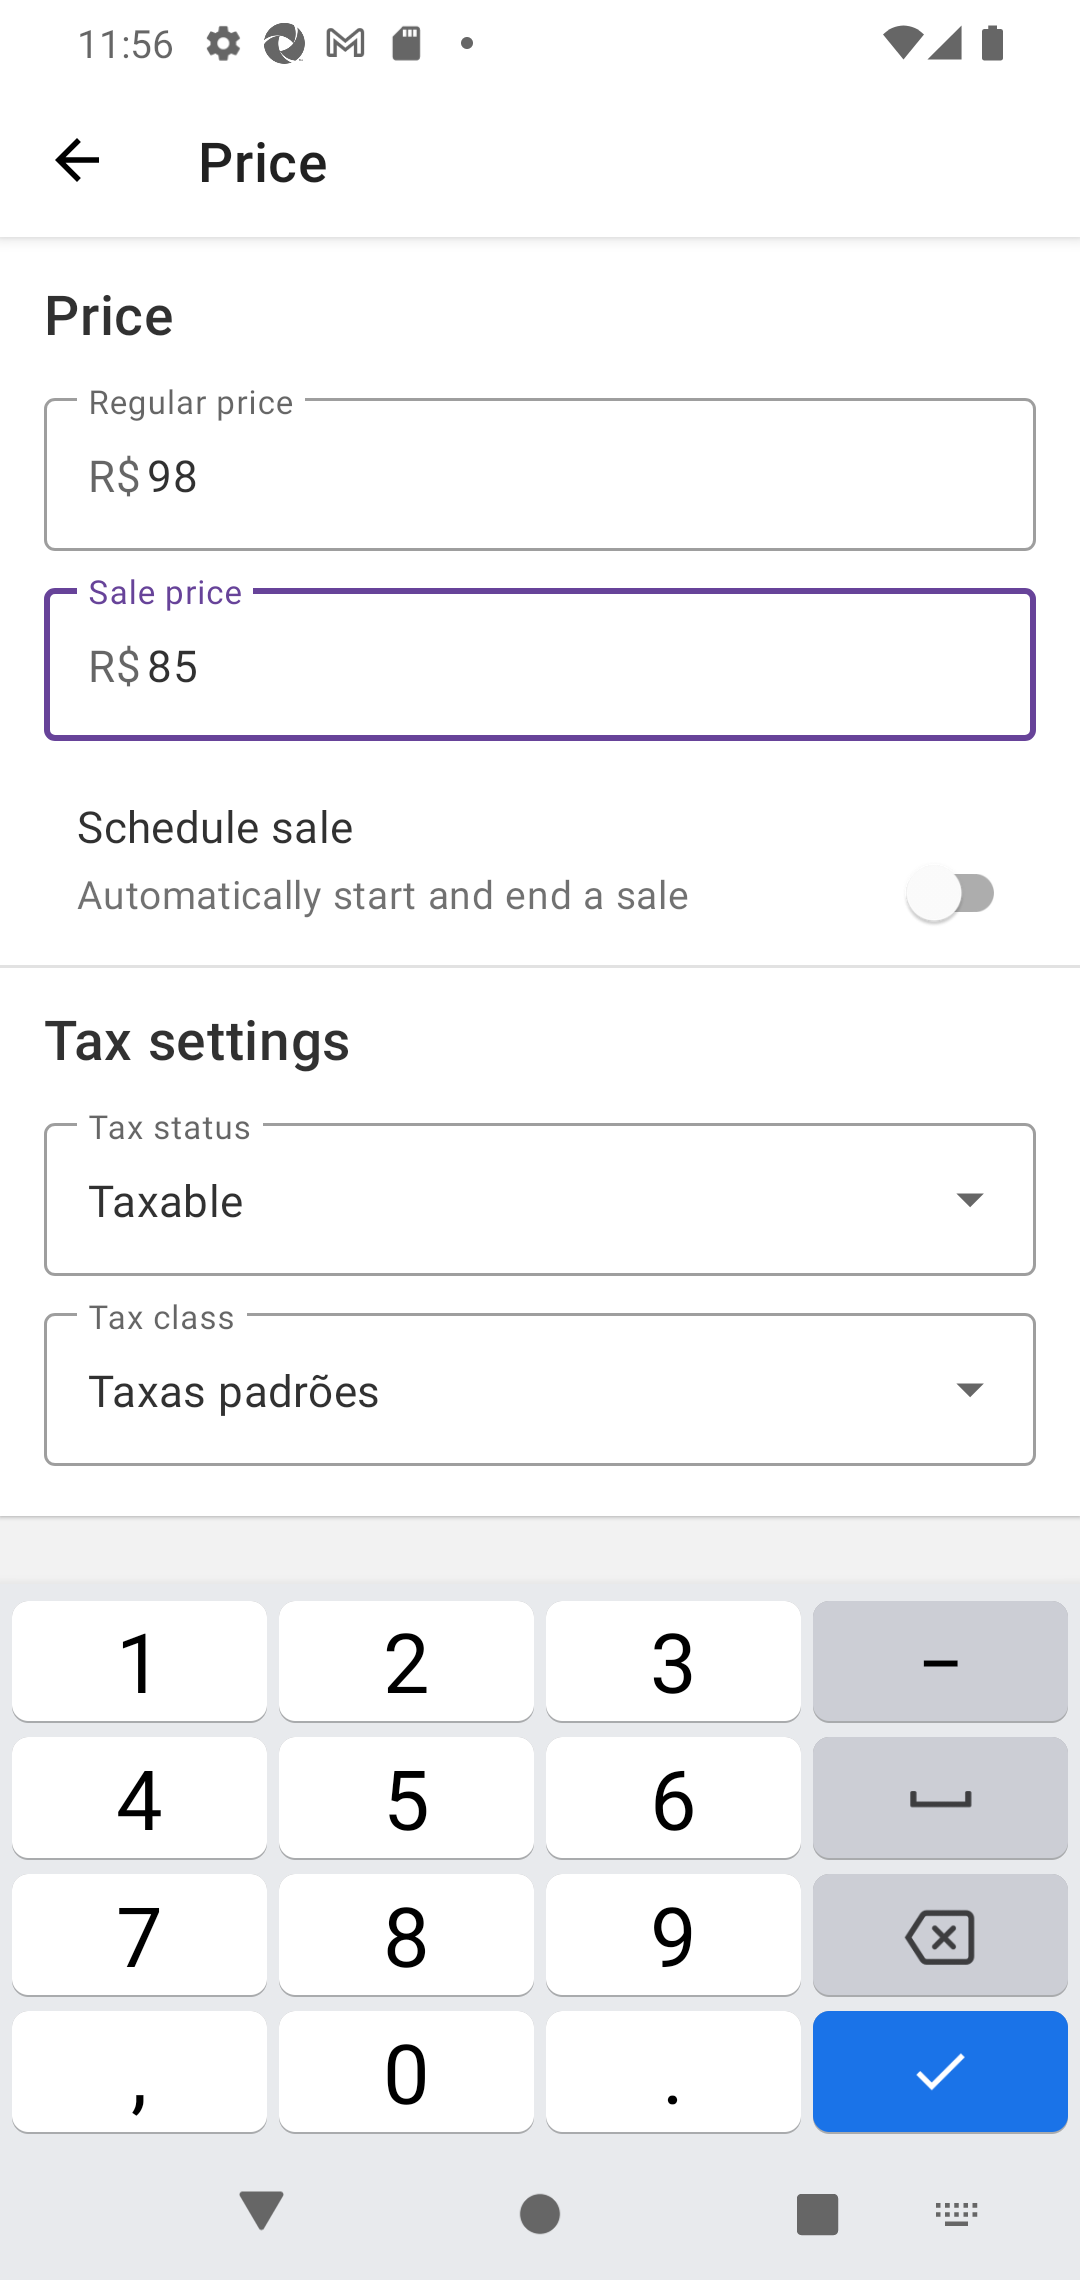 11:56
Price
Price
Regular price
R$ 98
Sale price
R$ 85
Schedule sale
Automatically start and end a sale
Tax settings
Tax status
Taxable
Tax class
Taxas padrões
1 2 3 –
4 5 6
7 8 9
, 0 .